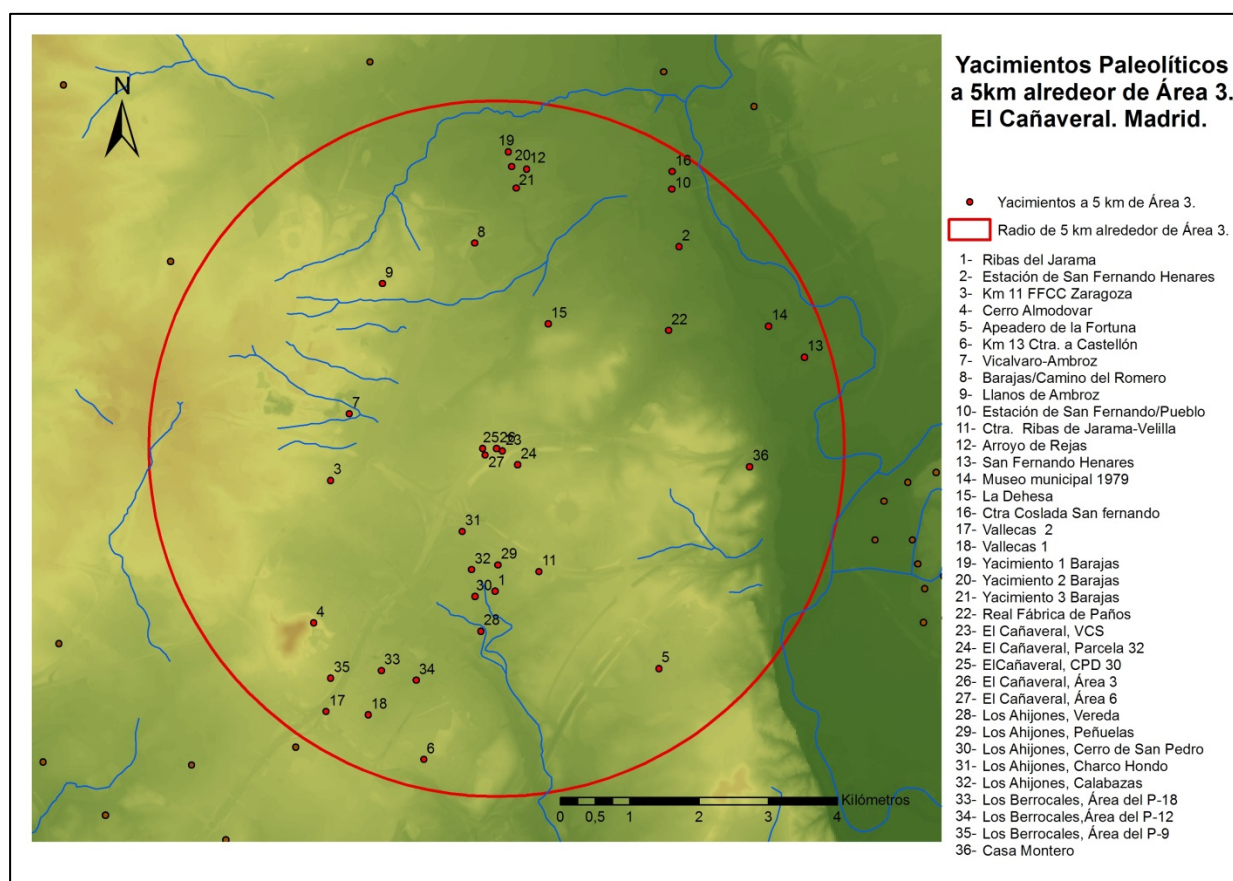 Yacimientos Paleolíticos
a 5km alredeor de Área 3.
El Cañaveral. Madrid.
Yacimientos a 5 km de Área 3.
Radio de 5 km alrededor de Área 3.
1- Ribas del Jarama
2- Estación de San Fernando Henares
3- Km 11 FFCC Zaragoza
4- Cerro Almodovar
5- Apeadero de la Fortuna
6- Km 13 Ctra. a Castellón
7- Vicalvaro-Ambroz
8- Barajas/Camino del Romero
9- Llanos de Ambroz
10- Estación de San Fernando/Pueblo
11- Ctra. Ribas de Jarama-Velilla
12- Arroyo de Rejas
13- San Fernando Henares
14- Museo municipal 1979
15- La Dehesa
16- Ctra Coslada San fernando
17- Vallecas 2
18- Vallecas 1
19- Yacimiento 1 Barajas
20- Yacimiento 2 Barajas
21- Yacimiento 3 Barajas
22- Real Fábrica de Paños
23- El Cañaveral, VCS
24- El Cañaveral, Parcela 32
25- ElCañaveral, CPD 30
26- El Cañaveral, Área 3
27- El Cañaveral, Área 6
28- Los Ahijones, Vereda
29- Los Ahijones, Peñuelas
30- Los Ahijones, Cerro de San Pedro
31- Los Ahijones, Charco Hondo
32- Los Ahijones, Calabazas
33- Los Berrocales, Área del P-18
34- Los Berrocales,Área del P-12
35- Los Berrocales, Área del P-9
36- Casa Montero
N
19
20 12
21
16
10
8
2
9
15
22
14
13
7
25 26
23
27 24
36
3
31
32 29
11
30 1
28
4
5
33
35 34
17 18
6
Kilómetros
0 0,5 1 2 3 4